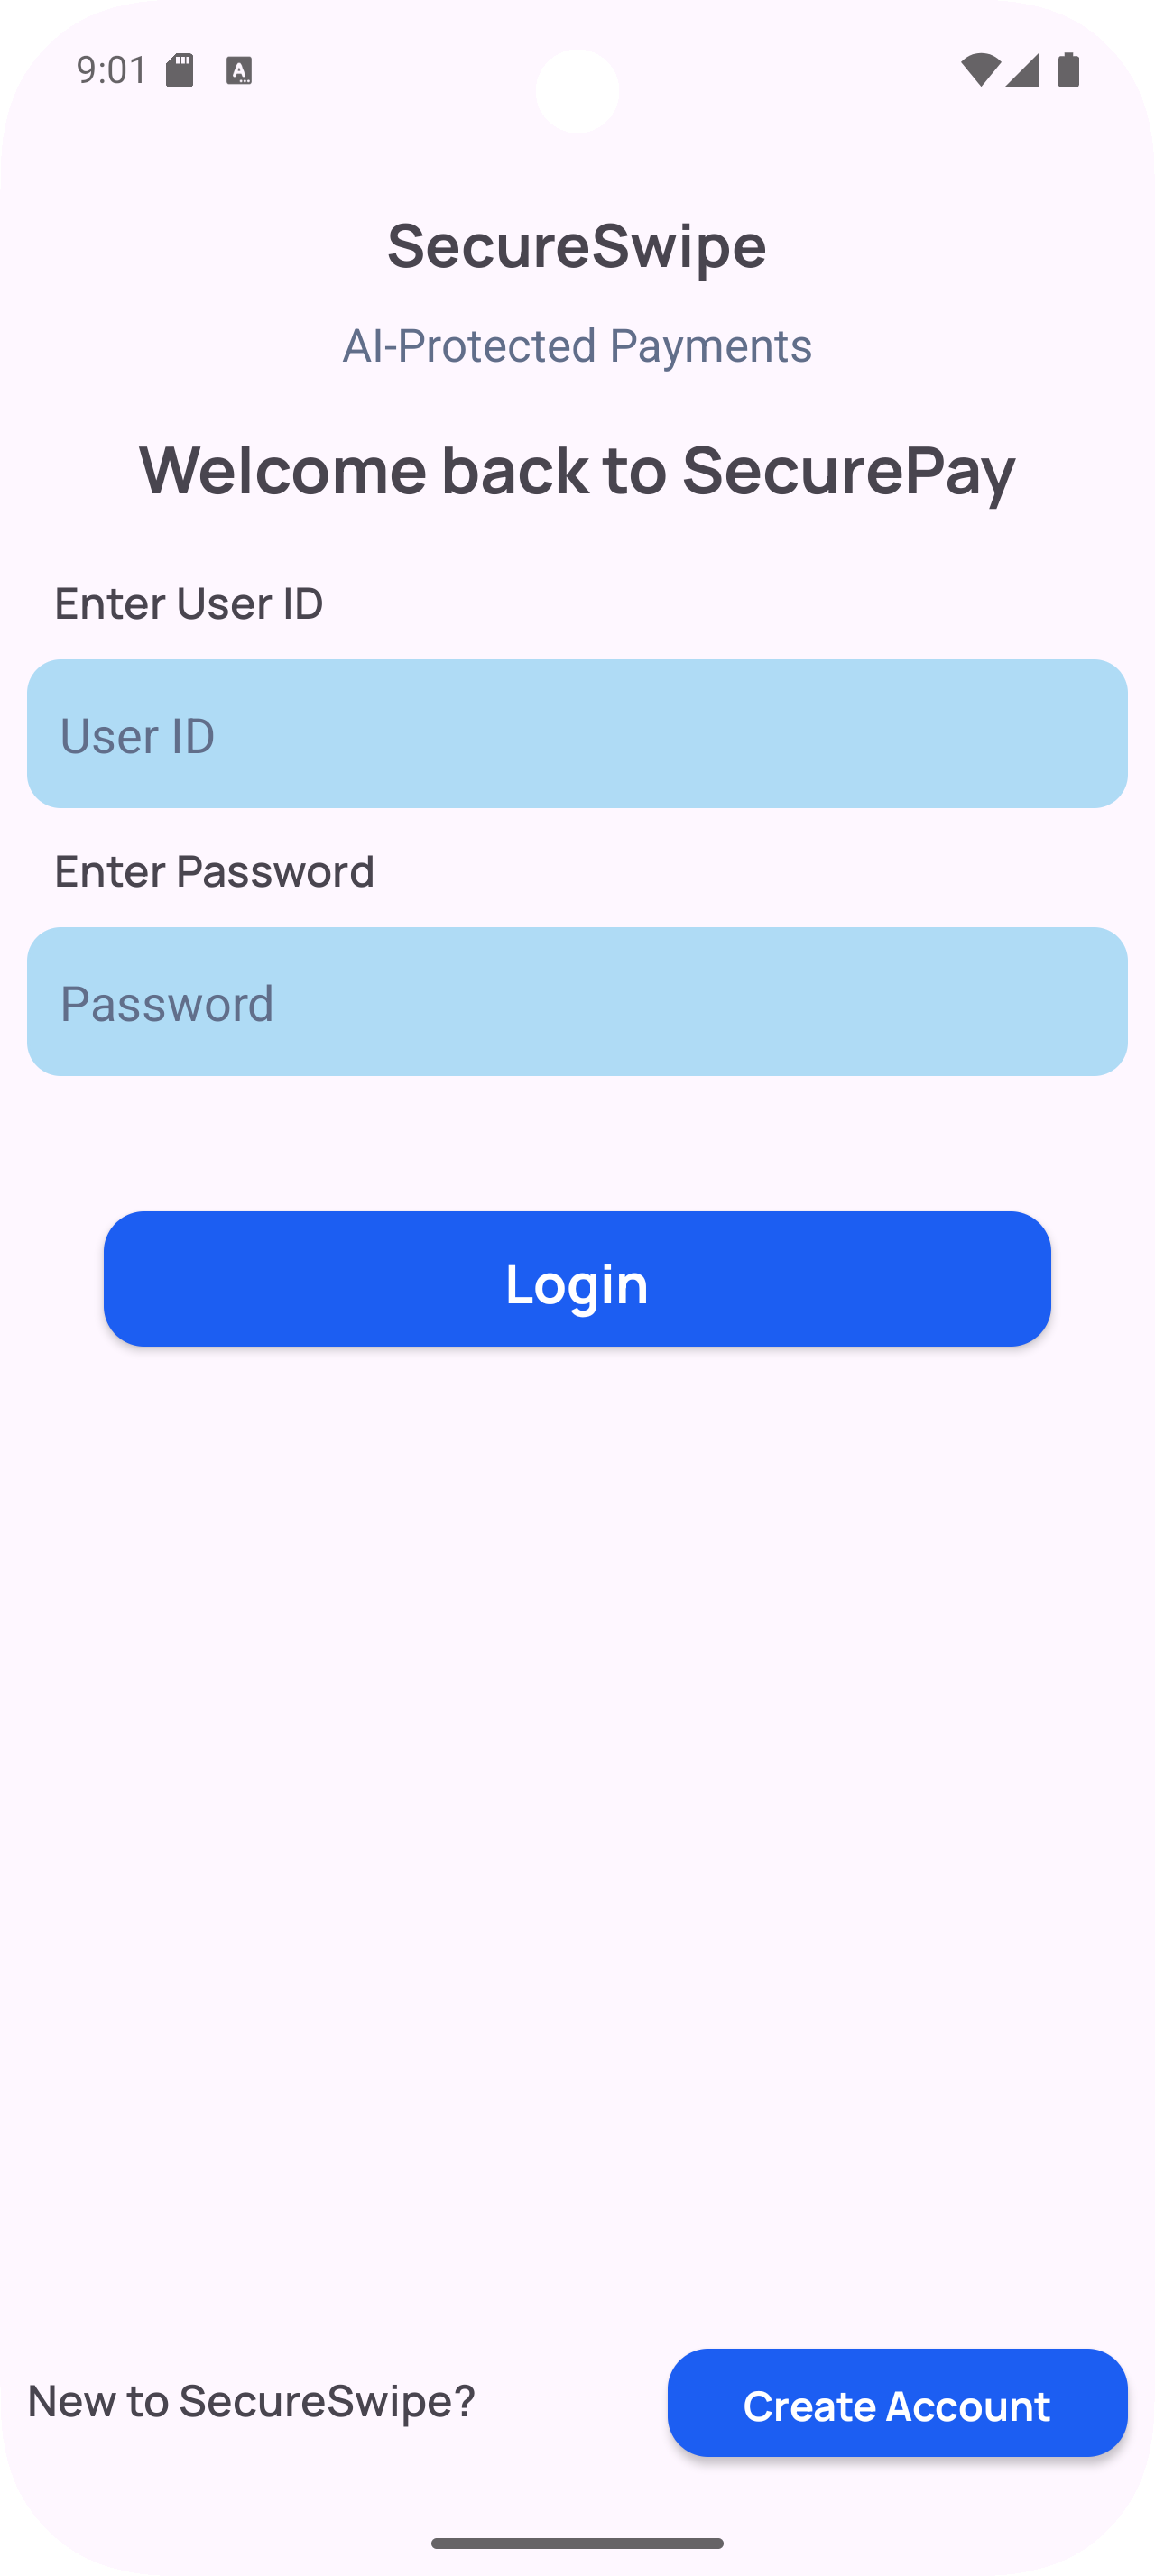 9:01
SecureSwipe
AI-Protected Payments
Welcome back to SecurePay
Enter User ID
User ID
Enter Password
Password
Login
New to SecureSwipe?
Create Account